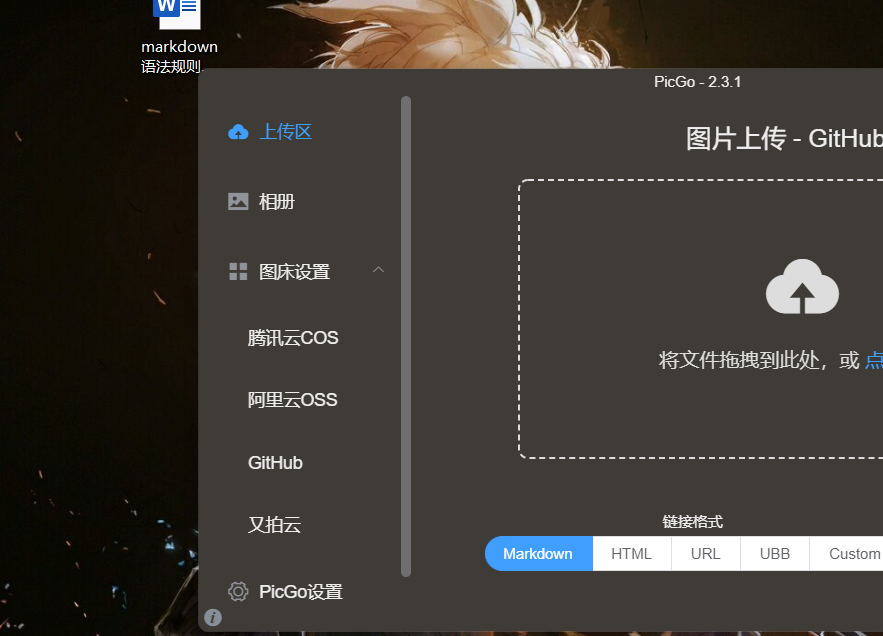 W
markdown
语法规则.
PicGo - 2.3.1
上传区
图片上传 - GitHub
相册
图床设置
腾讯云COS
将文件拖拽到此处，或 点
阿里云OSS
GitHub
又拍云
链接格式
Markdown HTML URL UBB Custom
PicGo设置
i